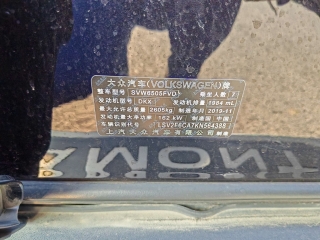 大众汽车(VOLKSWAGEN)牌
整车型号 SVW6505FVD 乘坐人数 7
发动机型号 DKX 发动机排量 1984 mL
最大允许总质量 2605kg 制造年月 2019-11
发动机最大净功率 162 kW 制造国 中国
车辆识别代号 LSV2F6CA7KN564388
上汽大众汽车有限公司 制造